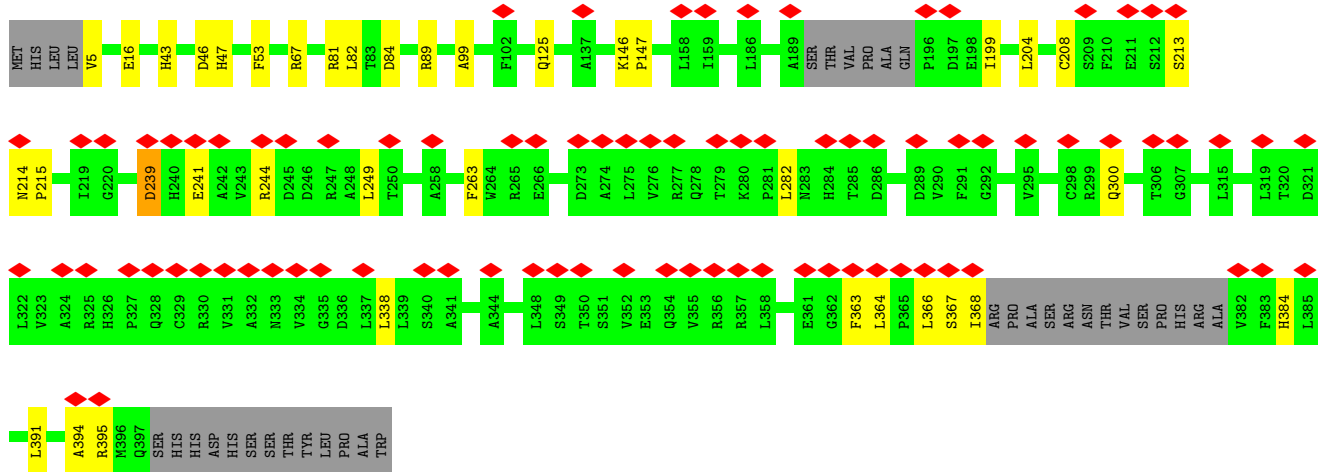 MET HIS LEU LEU V5 E16 H43 D46 H47 F53 R67 R81 L82 T83 D84 R89 A99 F102 Q125 A137 K146 P147 L158 I159 L186 A189 SER THR VAL PRO ALA GLN P196 D197 E198 I199 L204 C208 S209 F210 E211 S212 S213
N214 P215 I219 G220 D239 H240 E241 A242 V243 R244 D245 D246 R247 A248 L249 T250 A258 F263 W264 R265 E266 D273 A274 L275 V276 R277 Q278 T279 K280 P281 L282 N283 H284 T285 D286 D289 V290 F291 G292 V295 C298 R299 Q300 T306 G307 L315 L319 T320 D321
L322 V323 A324 R325 H326 P327 Q328 C329 R330 V331 A332 N333 V334 G335 D336 L337 L338 L339 S340 A341 A344 L348 S349 T350 S351 V352 E353 Q354 V355 R356 R357 L358 E361 G362 F363 L364 P365 L366 S367 I368 ARG PRO ALA SER ARG ASN THR VAL SER PRO HIS ARG ALA V382 F383 H384 L385
L391 A394 R395 M396 Q397 SER HIS HIS ASP HIS SER SER THR TYR LEU PRO ALA TRP